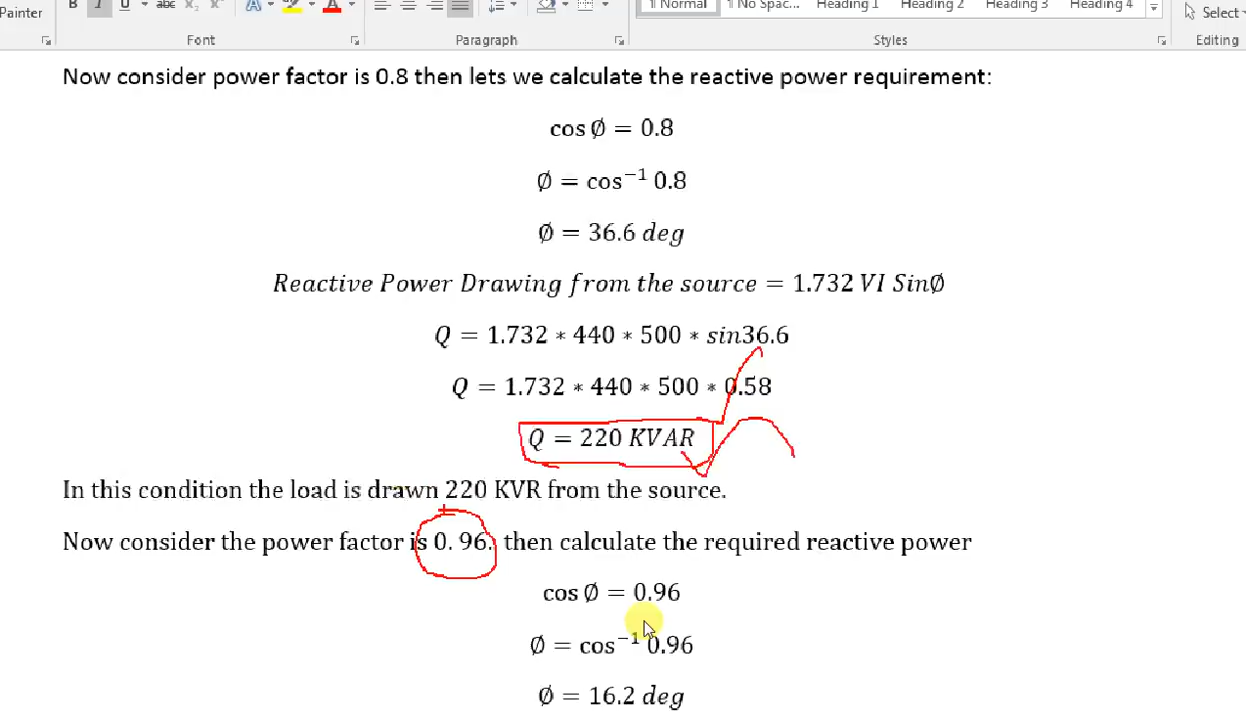 Painter
B I U abc x₂ x² A A
¶ Normal ¶ No Spac... Heading 1 Heading 2 Heading 3 Heading 4 Select
Font Paragraph Styles Editing
Now consider power factor is 0.8 then lets we calculate the reactive power requirement:
cos ∅ = 0.8
∅ = cos⁻¹ 0.8
∅ = 36.6 deg
Reactive Power Drawing from the source = 1.732 VI Sin∅
Q = 1.732 * 440 * 500 * sin36.6
Q = 1.732 * 440 * 500 * 0.58
Q = 220 KVAR
In this condition the load is drawn 220 KVR from the source.
Now consider the power factor is 0. 96. then calculate the required reactive power
cos ∅ = 0.96
∅ = cos⁻¹ 0.96
∅ = 16.2 deg